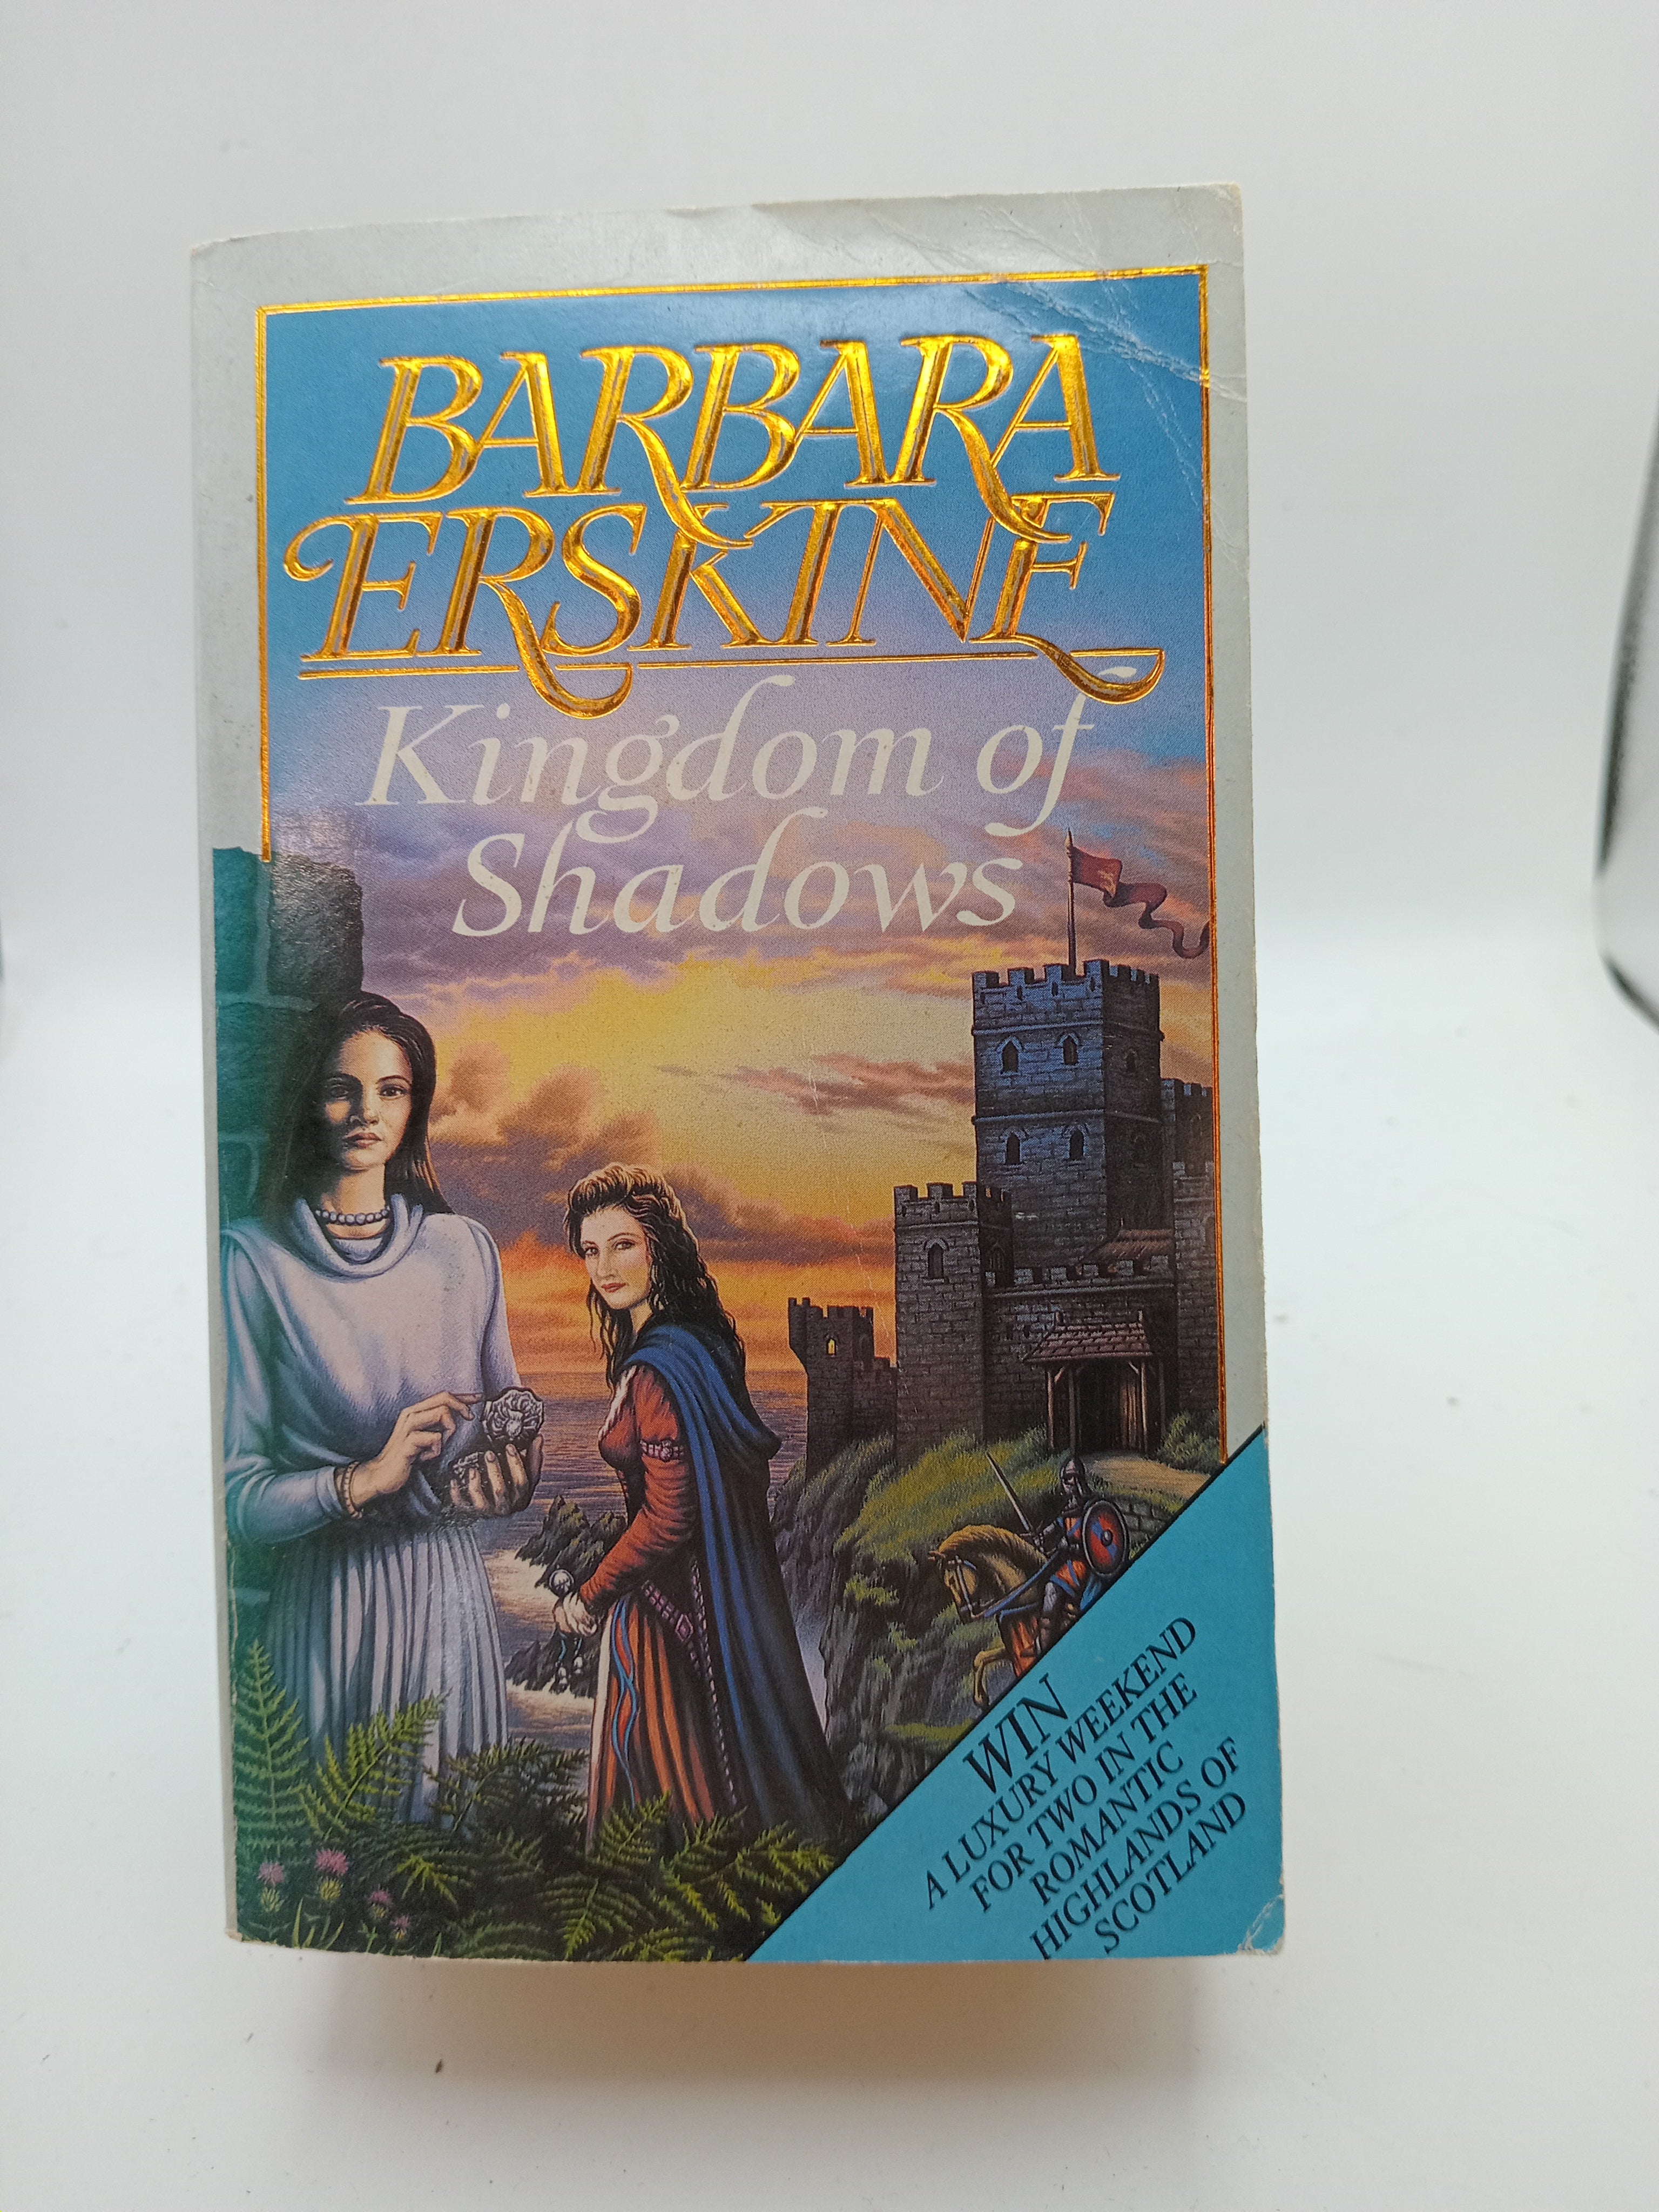 BARBARA
ERSKINE
Kingdom of
Shadows
WIN
A LUXURY WEEKEND
FOR TWO IN THE
ROMANTIC
HIGHLANDS OF
SCOTLAND